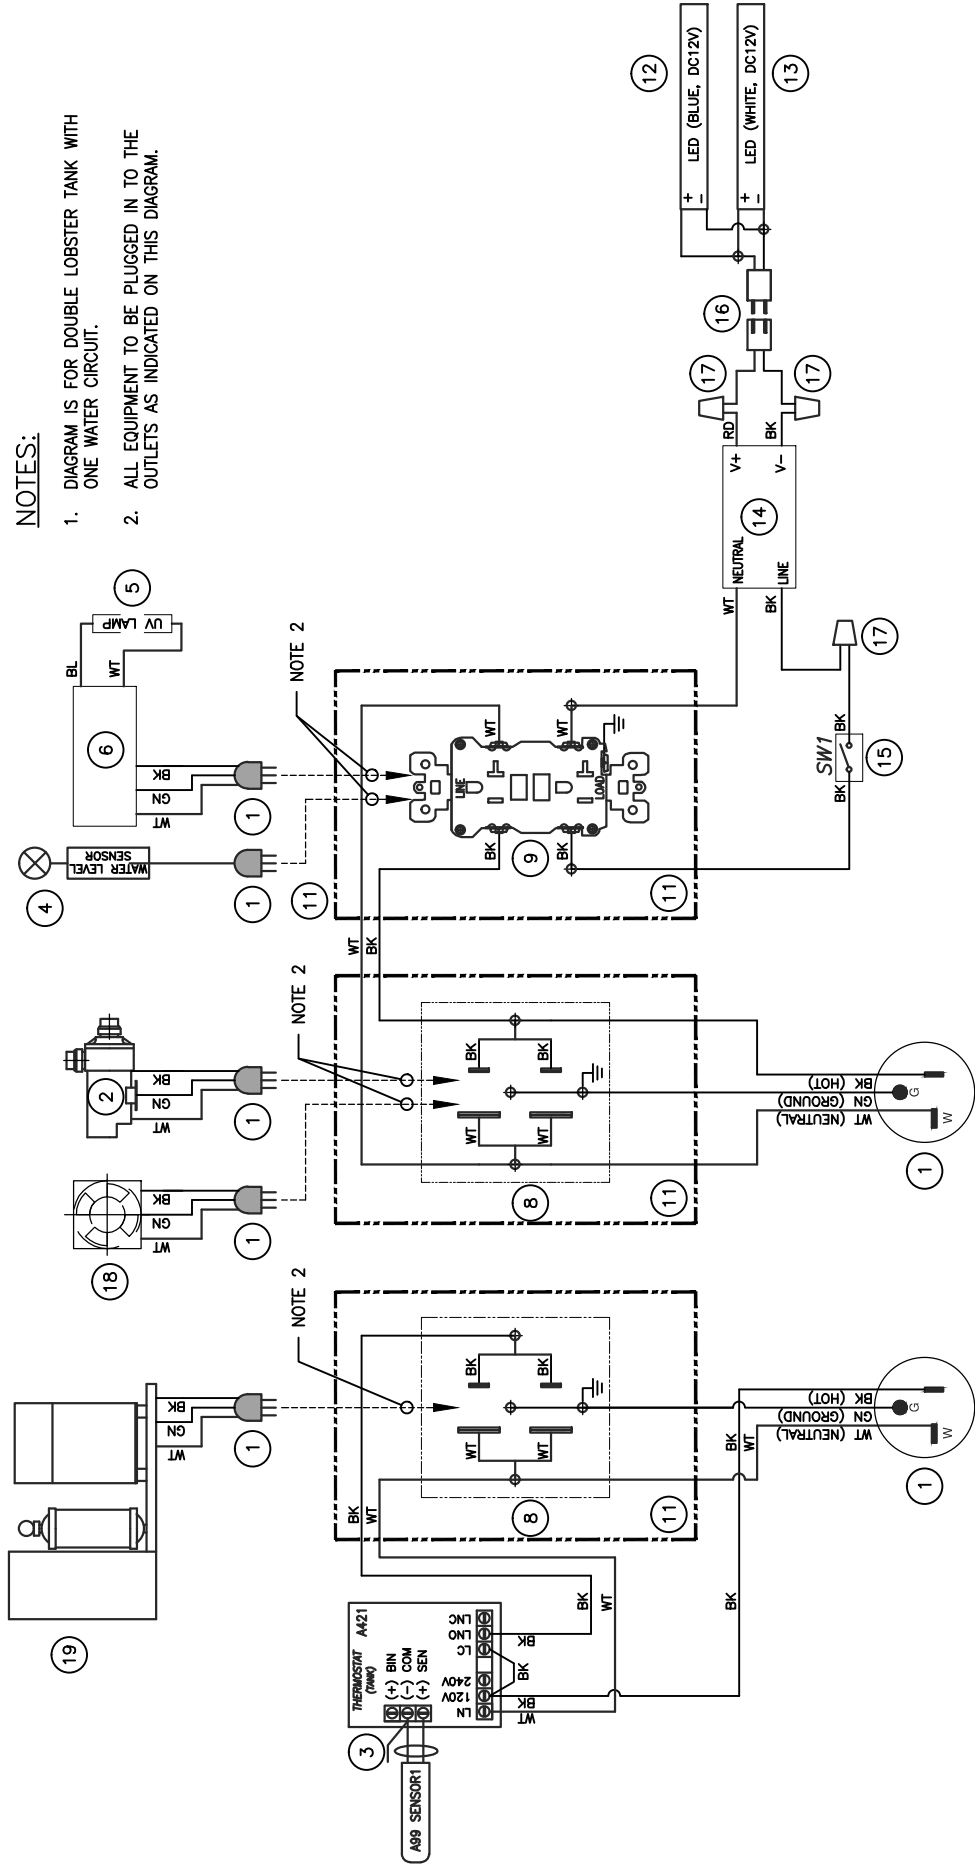 NOTES:
1. DIAGRAM IS FOR DOUBLE LOBSTER TANK WITH
ONE WATER CIRCUIT.
2. ALL EQUIPMENT TO BE PLUGGED IN TO THE
OUTLETS AS INDICATED ON THIS DIAGRAM.
19
18
2
4
6
5
WATER LEVEL
SENSOR
UV LAMP
BL
WT
WT
GN
BK
1
WT
GN
BK
1
WT
GN
BK
1
1
WT
GN
BK
1
11
NOTE 2
NOTE 2
NOTE 2
THERMOSTAT
(TANK)
A421
(+) BIN
(-) COM
(+) SEN
LN
120V
240V
LC
LNO
LNC
WT
BK
BK
BK
3
A99 SENSOR1
BK
WT
BK
WT
BK
BK
BK
WT
WT
8
11
BK
WT
WT (NEUTRAL)
GN (GROUND)
BK (HOT)
W
G
1
BK
BK
WT
WT
8
11
WT
BK
WT (NEUTRAL)
GN (GROUND)
BK (HOT)
W
G
1
LINE
LOAD
BK
BK
WT
WT
9
11
BK
SW1
BK
15
17
WT
BK
NEUTRAL
LINE
14
V+
V-
RD
BK
17
17
16
+
-
LED (BLUE, DC12V)
12
+
-
LED (WHITE, DC12V)
13